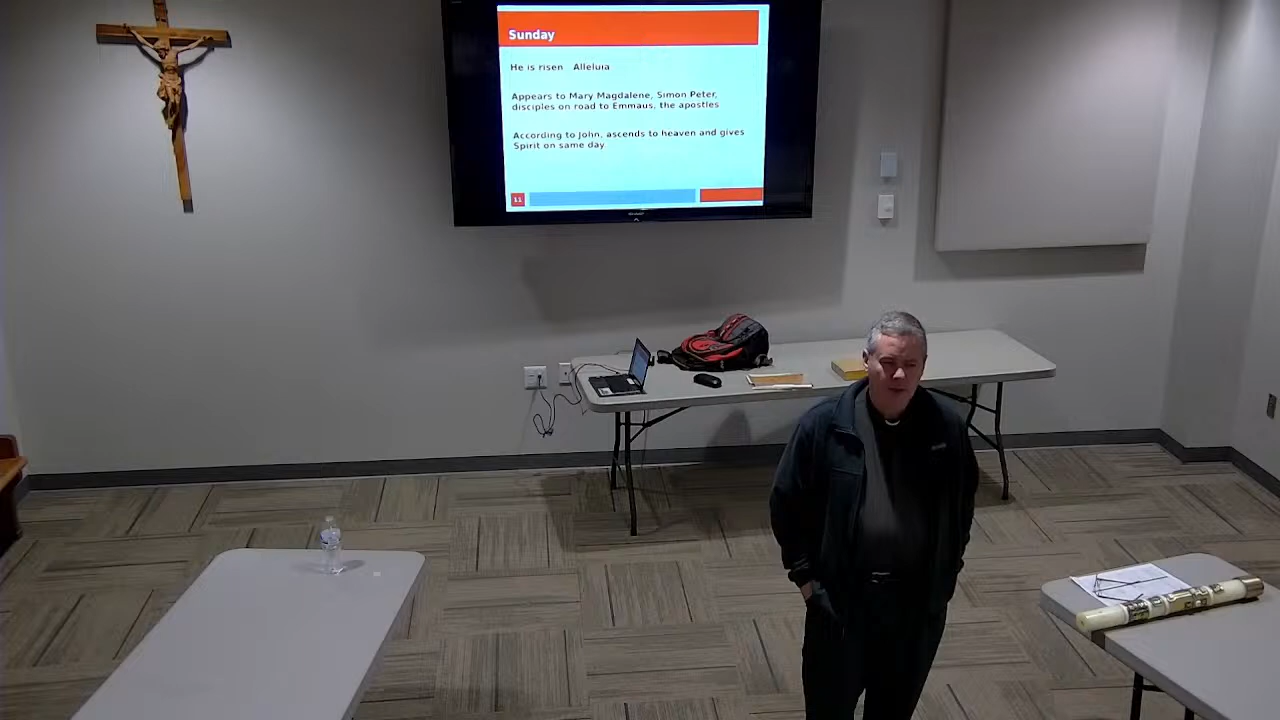 Sunday
He is risen Alleluia
Appears to Mary Magdalene, Simon Peter,
disciples on road to Emmaus, the apostles
According to John, ascends to heaven and gives
Spirit on same day
11